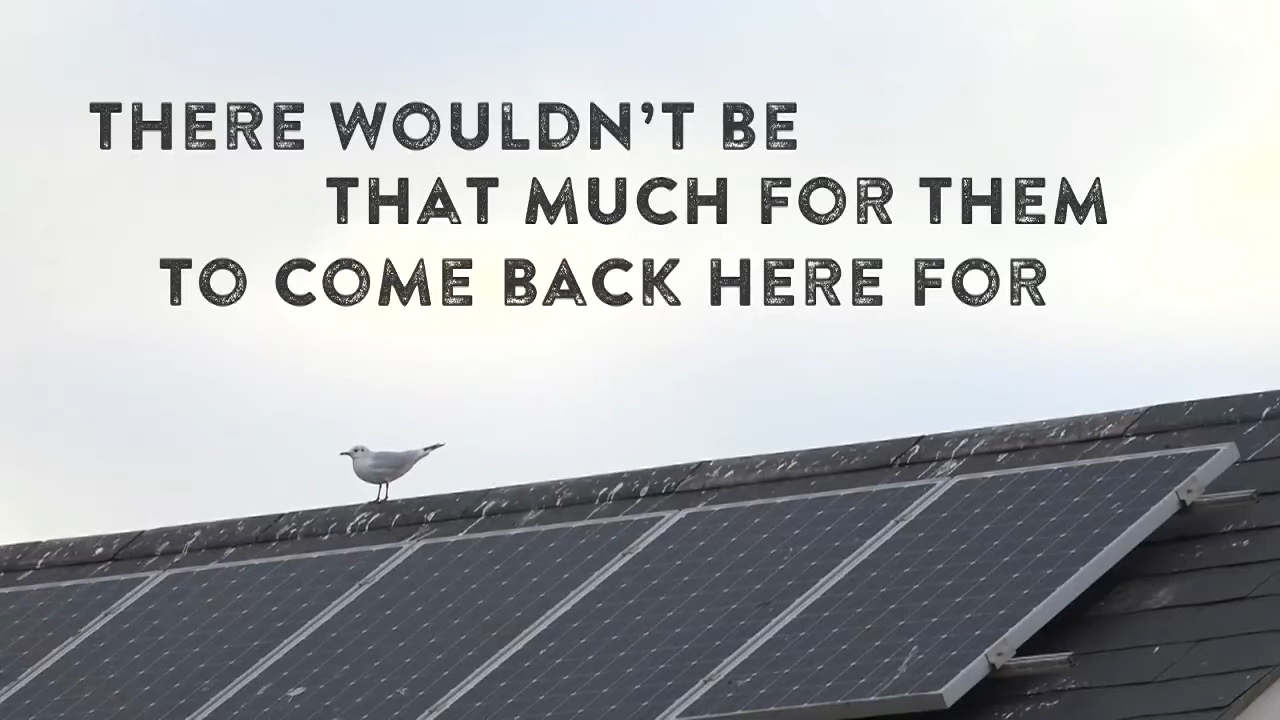 THERE WOULDN’T BE
THAT MUCH FOR THEM
TO COME BACK HERE FOR